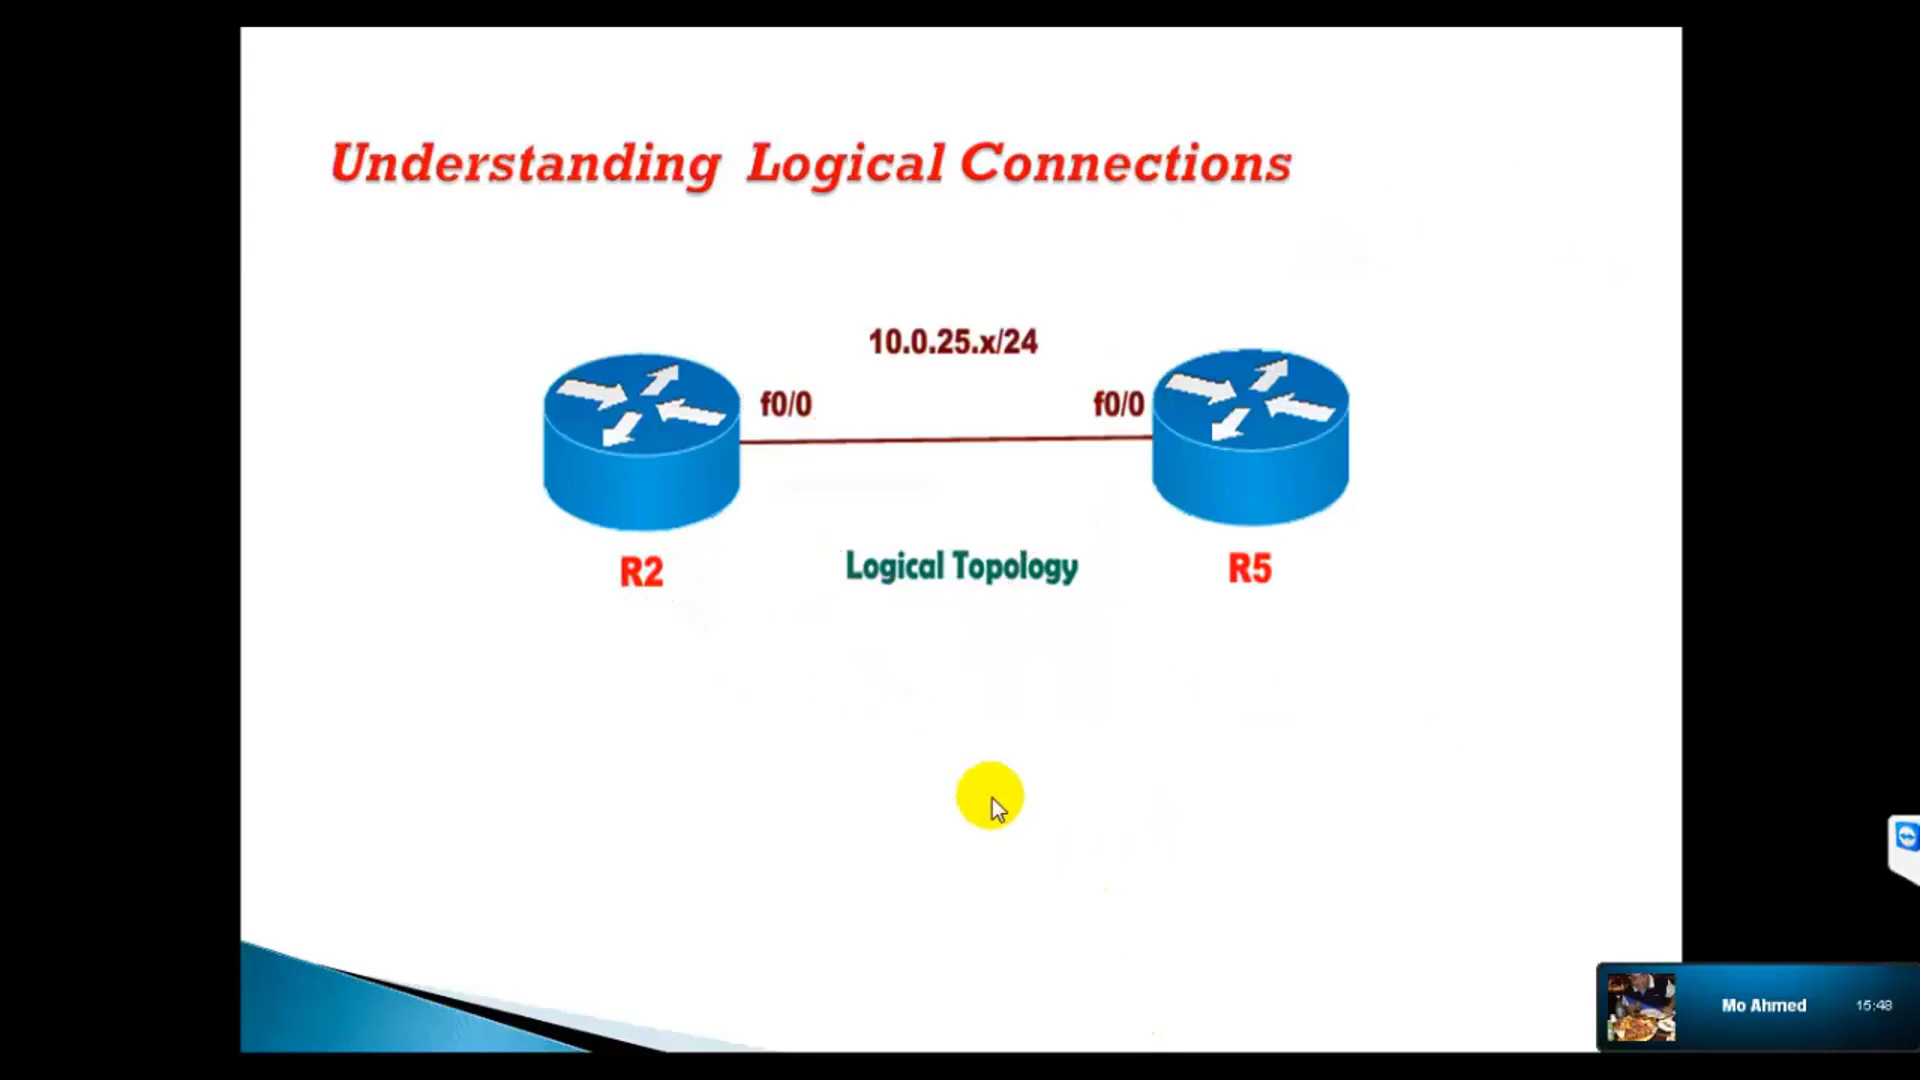 Understanding Logical Connections
10.0.25.x/24
f0/0
f0/0
R2
Logical Topology
R5
Mo Ahmed
15:48